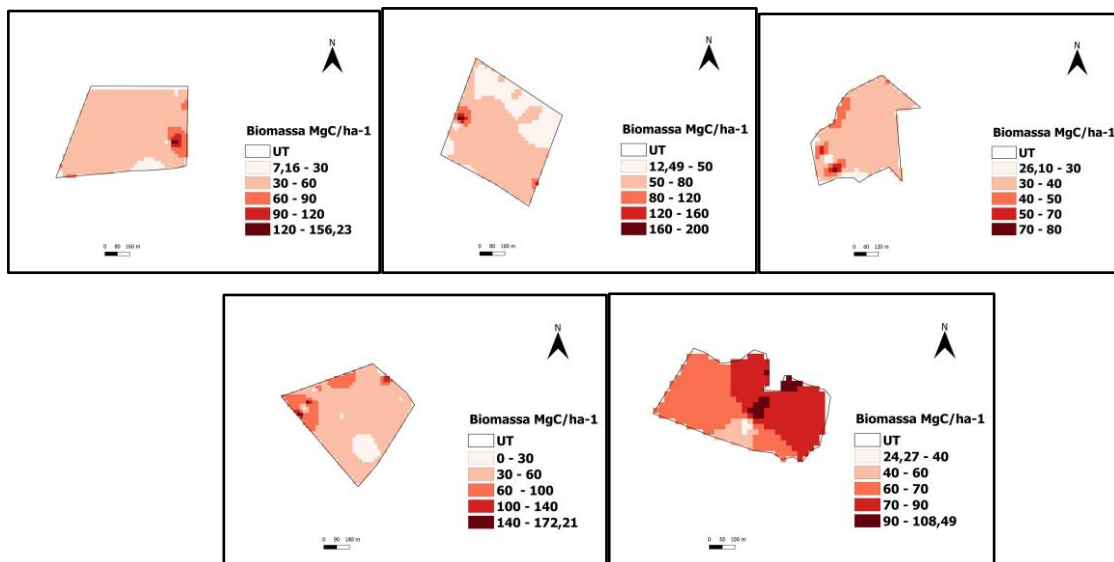 N
Biomassa MgC/ha-1
UT
7,16 - 30
30 - 60
60 - 90
90 - 120
120 - 156,23
0 80 160 m
N
Biomassa MgC/ha-1
UT
12,49 - 50
50 - 80
80 - 120
120 - 160
160 - 200
0 80 160 m
N
Biomassa MgC/ha-1
UT
26,10 - 30
30 - 40
40 - 50
50 - 70
70 - 80
0 60 120 m
N
Biomassa MgC/ha-1
UT
0 - 30
30 - 60
60 - 100
100 - 140
140 - 172,21
0 90 180 m
N
Biomassa MgC/ha-1
UT
24,27 - 40
40 - 60
60 - 70
70 - 90
90 - 108,49
0 50 100 m